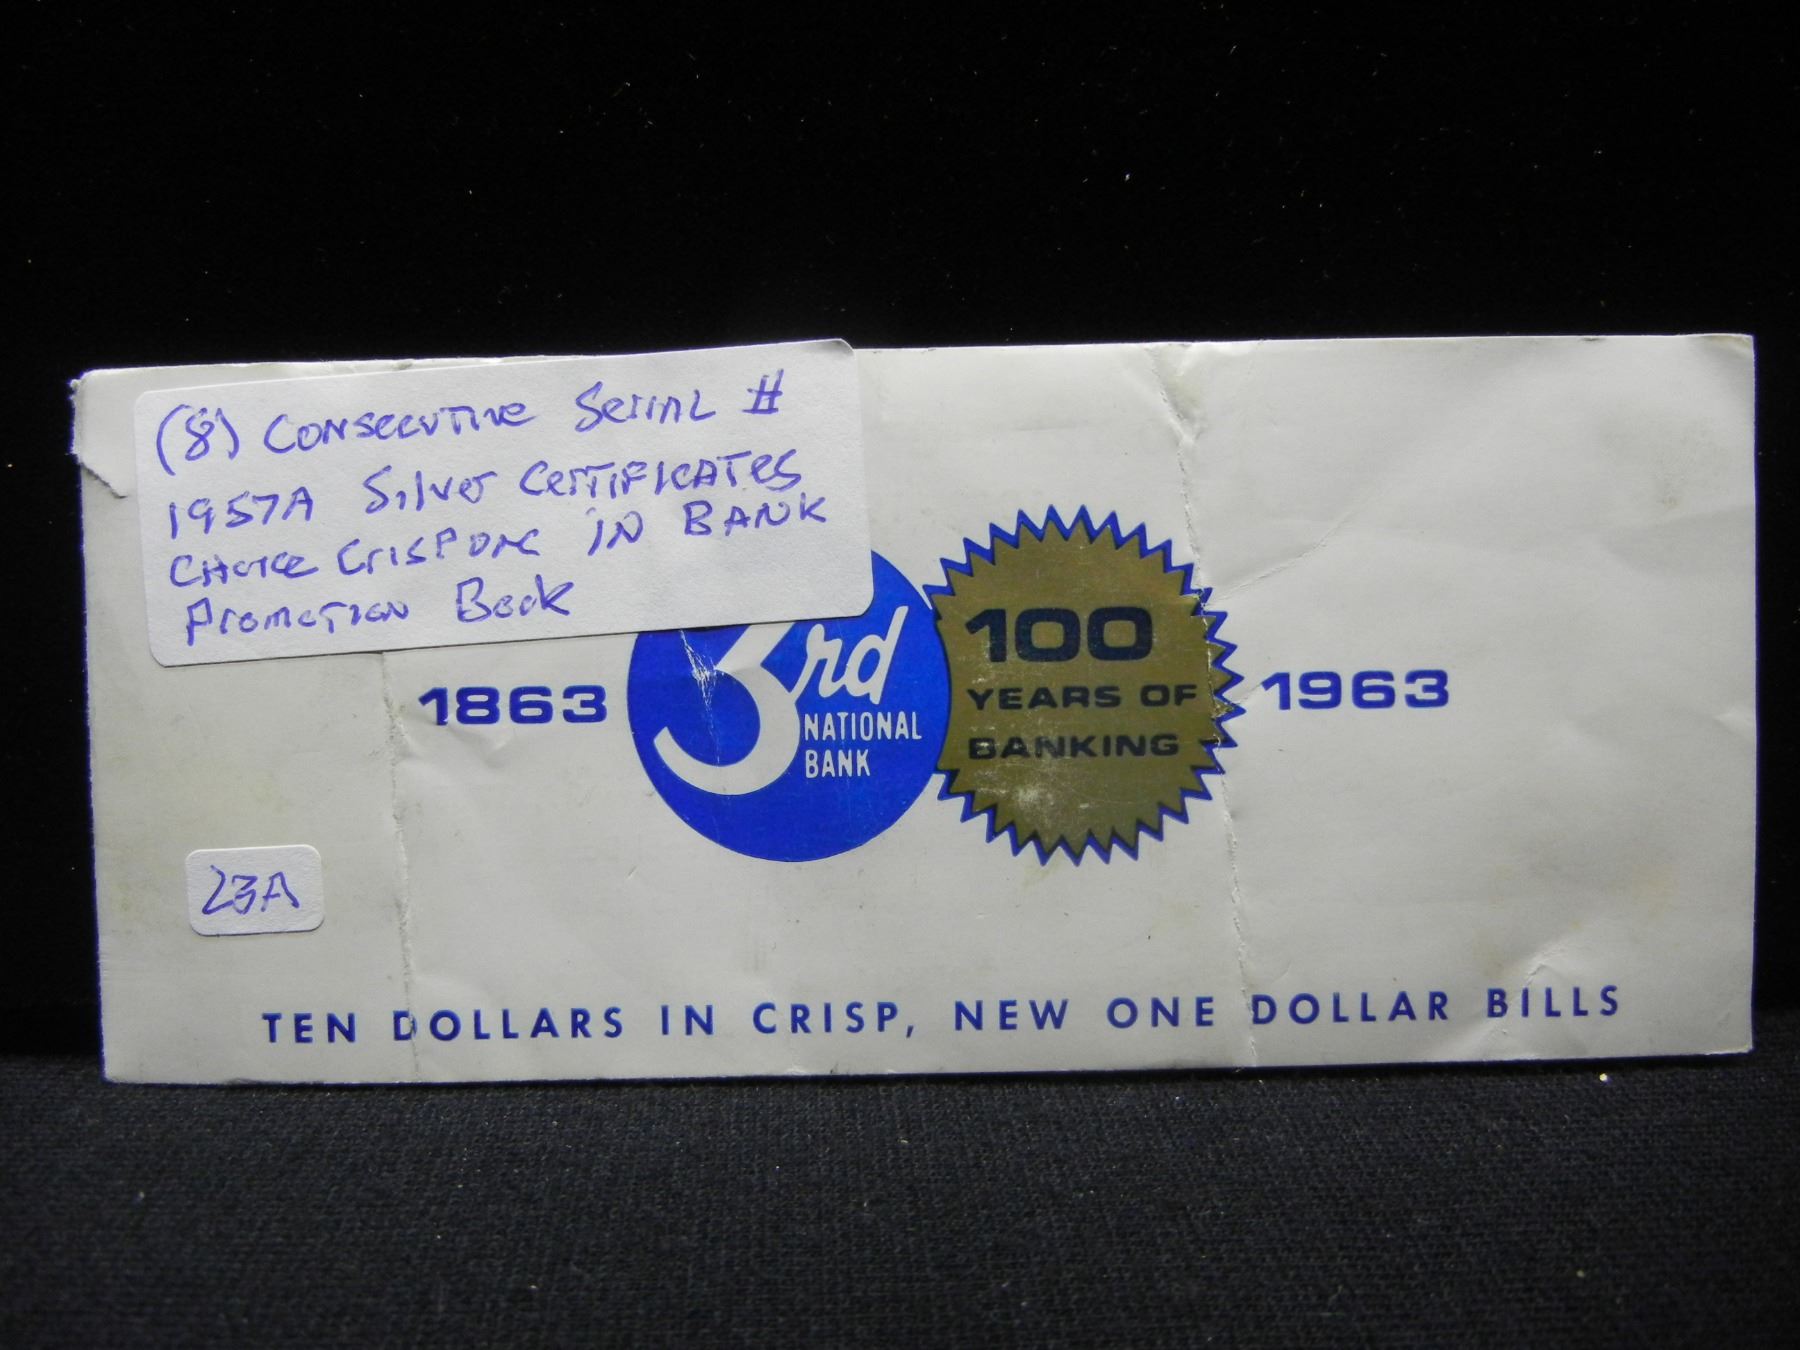 (8) CONSECUTIVE SERIAL #
1957A SILVER CERTIFICATES
CHOICE CRISP UNC IN BANK
PROMOTION BOOK
1863
3rd
NATIONAL
BANK
100
YEARS OF
BANKING
1963
23A
TEN DOLLARS IN CRISP, NEW ONE DOLLAR BILLS